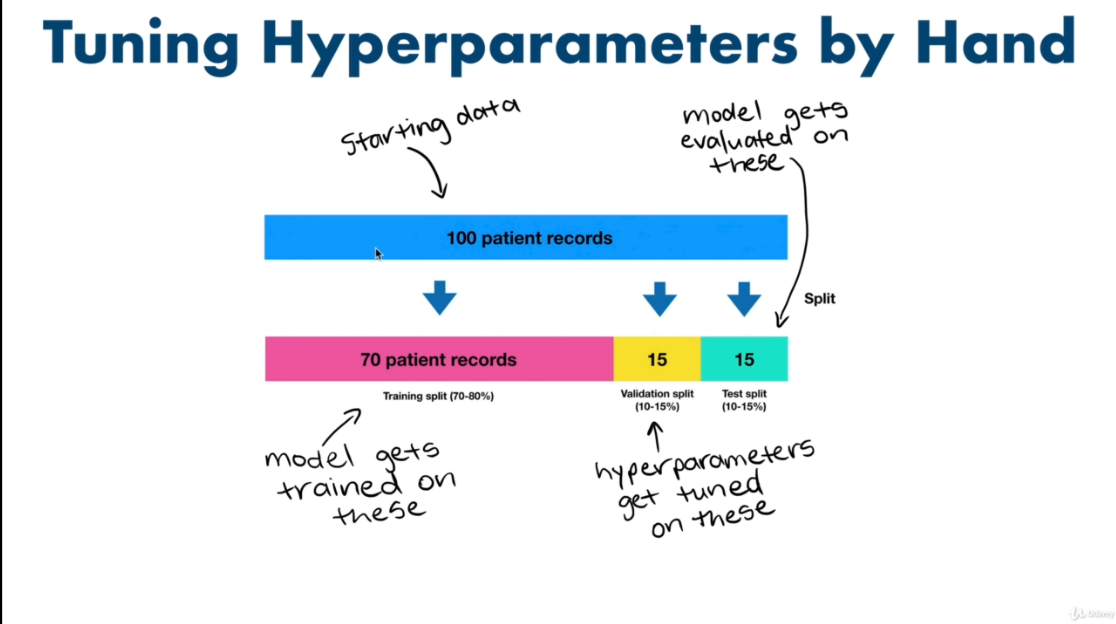 Tuning Hyperparameters by Hand
Starting data
model gets
evaluated on
these
100 patient records
Split
70 patient records
15
15
Training split (70-80%)
Validation split
(10-15%)
Test split
(10-15%)
model gets
trained on
these
hyperparameters
get tuned
on these
Udemy